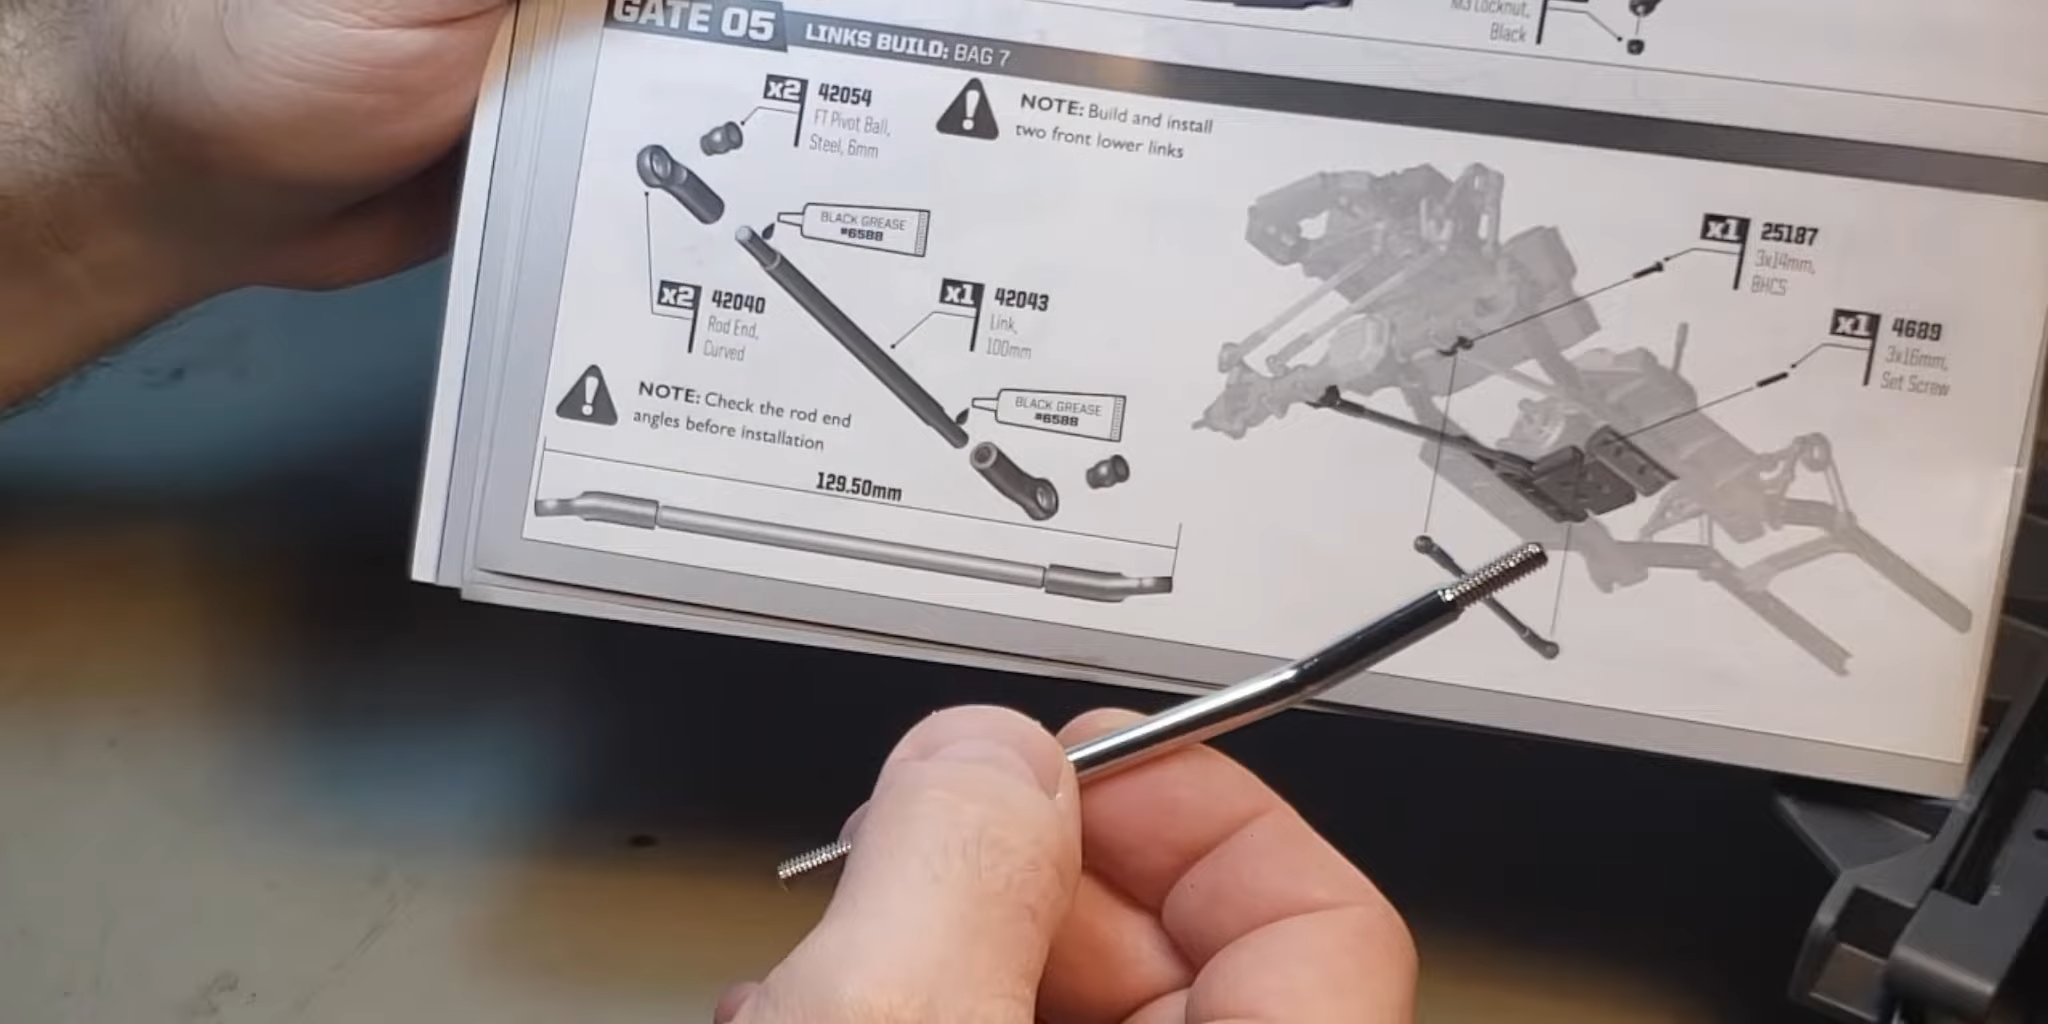 GATE 05
LINKS BUILD: BAG 7
M3 Locknut,
Black
x2 42054
FT Pivot Ball,
Steel, 6mm
NOTE: Build and install
two front lower links
BLACK GREASE
#6588
x2 42040
Rod End,
Curved
x1 42043
Link,
100mm
NOTE: Check the rod end
angles before installation
BLACK GREASE
#6588
129.50mm
x1 25187
3x14mm,
BHCS
x1 4689
3x16mm,
Set Screw